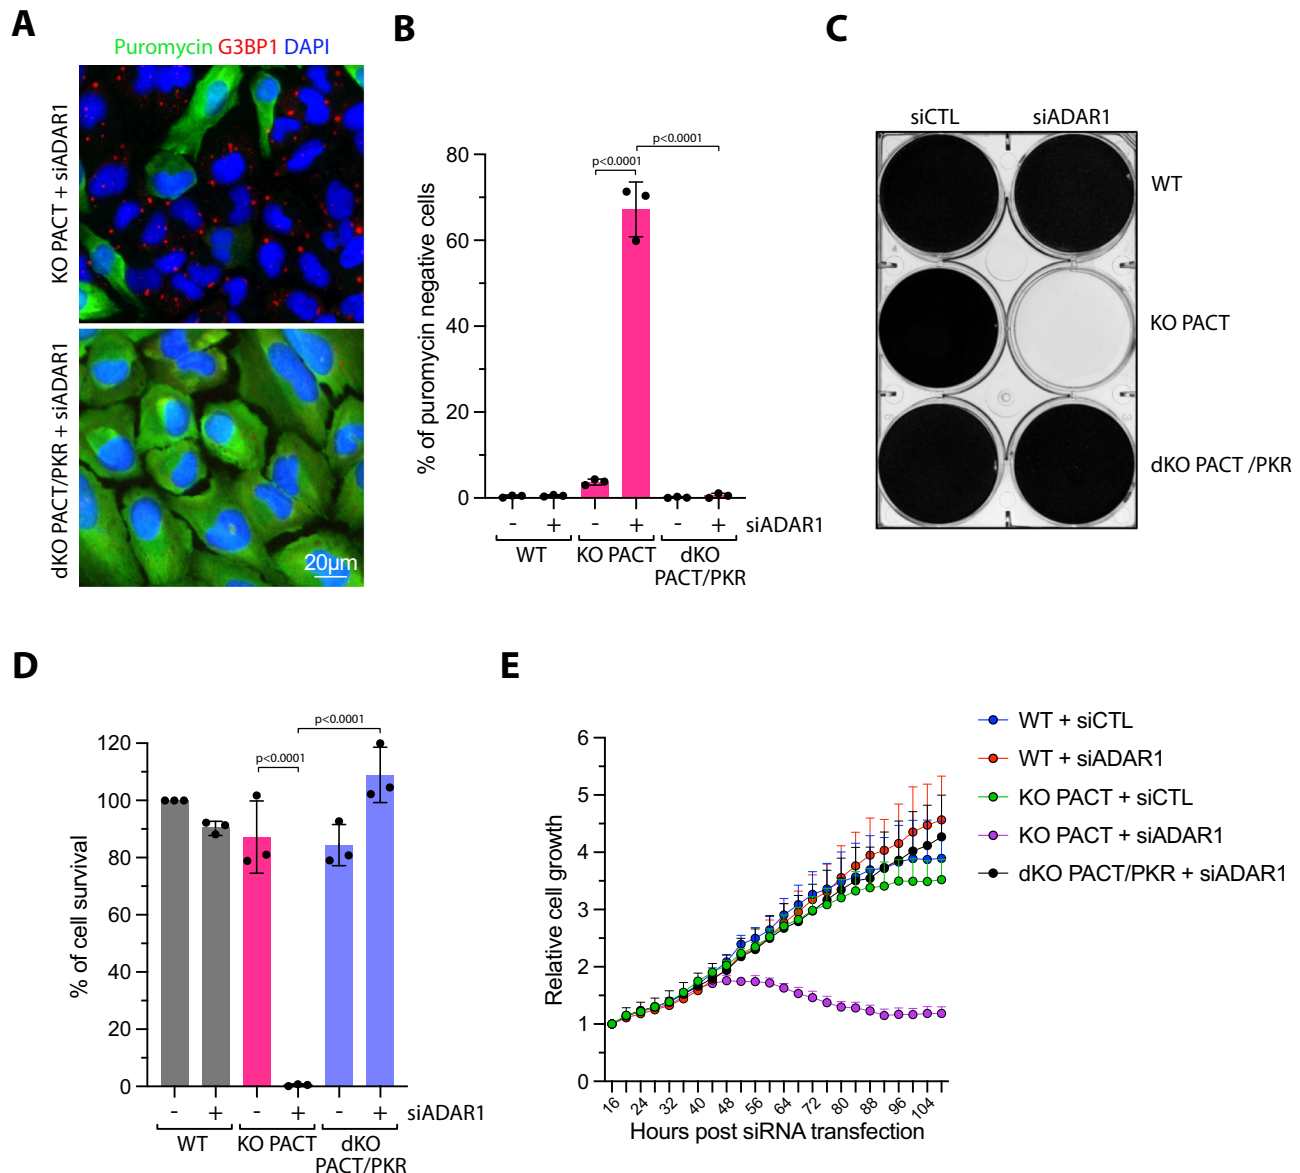 A
Puromycin G3BP1 DAPI
KO PACT + siADAR1
dKO PACT/PKR + siADAR1
20µm
B
% of puromycin negative cells
80
60
40
20
0
p<0.0001
p<0.0001
- + - + - + siADAR1
WT KO PACT dKO
PACT/PKR
C
siCTL siADAR1
WT
KO PACT
dKO PACT /PKR
D
% of cell survival
120
100
80
60
40
20
0
p<0.0001
p<0.0001
- + - + - + siADAR1
WT KO PACT dKO
PACT/PKR
E
Relative cell growth
6
5
4
3
2
1
0
16 24 32 40 48 56 64 72 80 88 96 104
Hours post siRNA transfection
WT + siCTL
WT + siADAR1
KO PACT + siCTL
KO PACT + siADAR1
dKO PACT/PKR + siADAR1